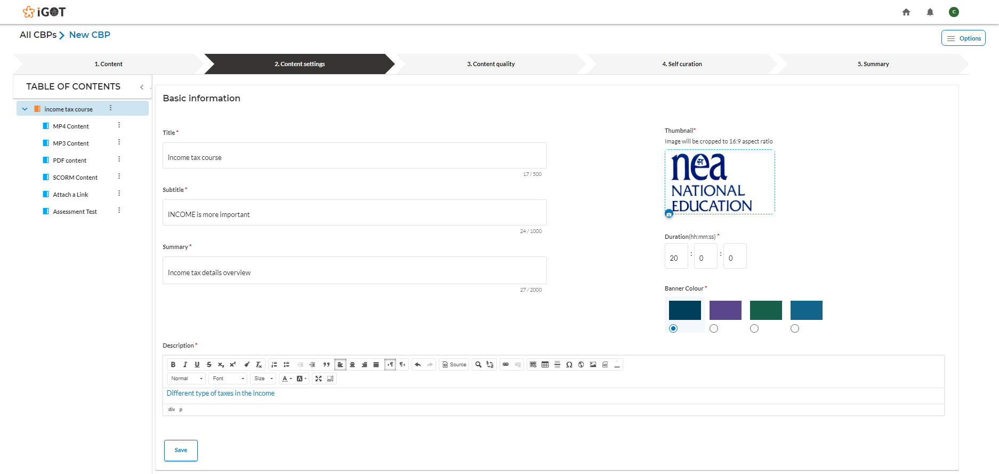 iGOT
C
All CBPs New CBP
Options
1. Content
2. Content settings
3. Content quality
4. Self curation
5. Summary
TABLE OF CONTENTS
income tax course
MP4 Content
MP3 Content
PDF content
SCORM Content
Attach a Link
Assessment Test
Basic information
Title *
income tax course
17 / 500
Subtitle *
INCOME is more important
24 / 1000
Summary *
Income tax details overview
27 / 2000
Thumbnail*
Image will be cropped to 16:9 aspect ratio
nea
NATIONAL
EDUCATION
Duration(hh:mm:ss) *
20 : 0 : 0
Banner Colour *
Description *
Source
Normal Font Size
Different type of taxes in the income
div p
Save